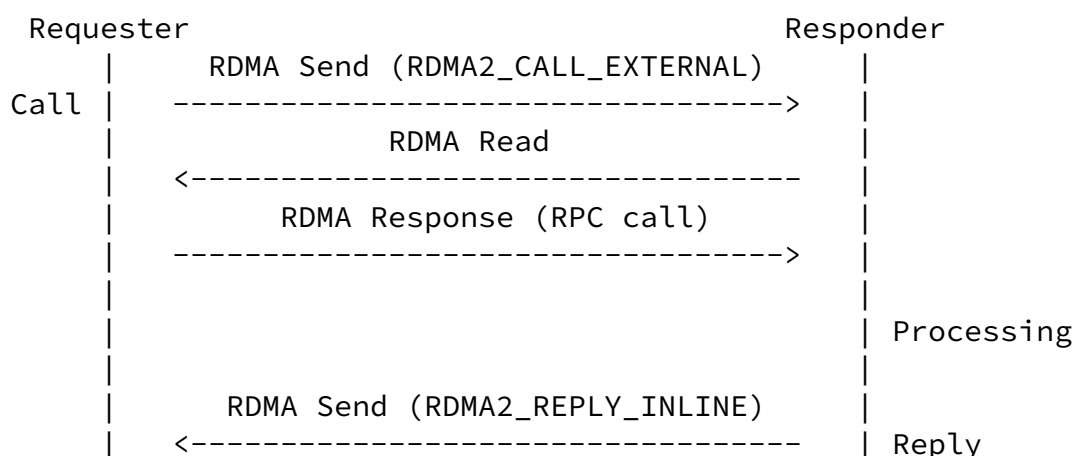 Requester Responder
RDMA Send (RDMA2_CALL_EXTERNAL)
Call
RDMA Read
RDMA Response (RPC call)
Processing
RDMA Send (RDMA2_REPLY_INLINE)
Reply